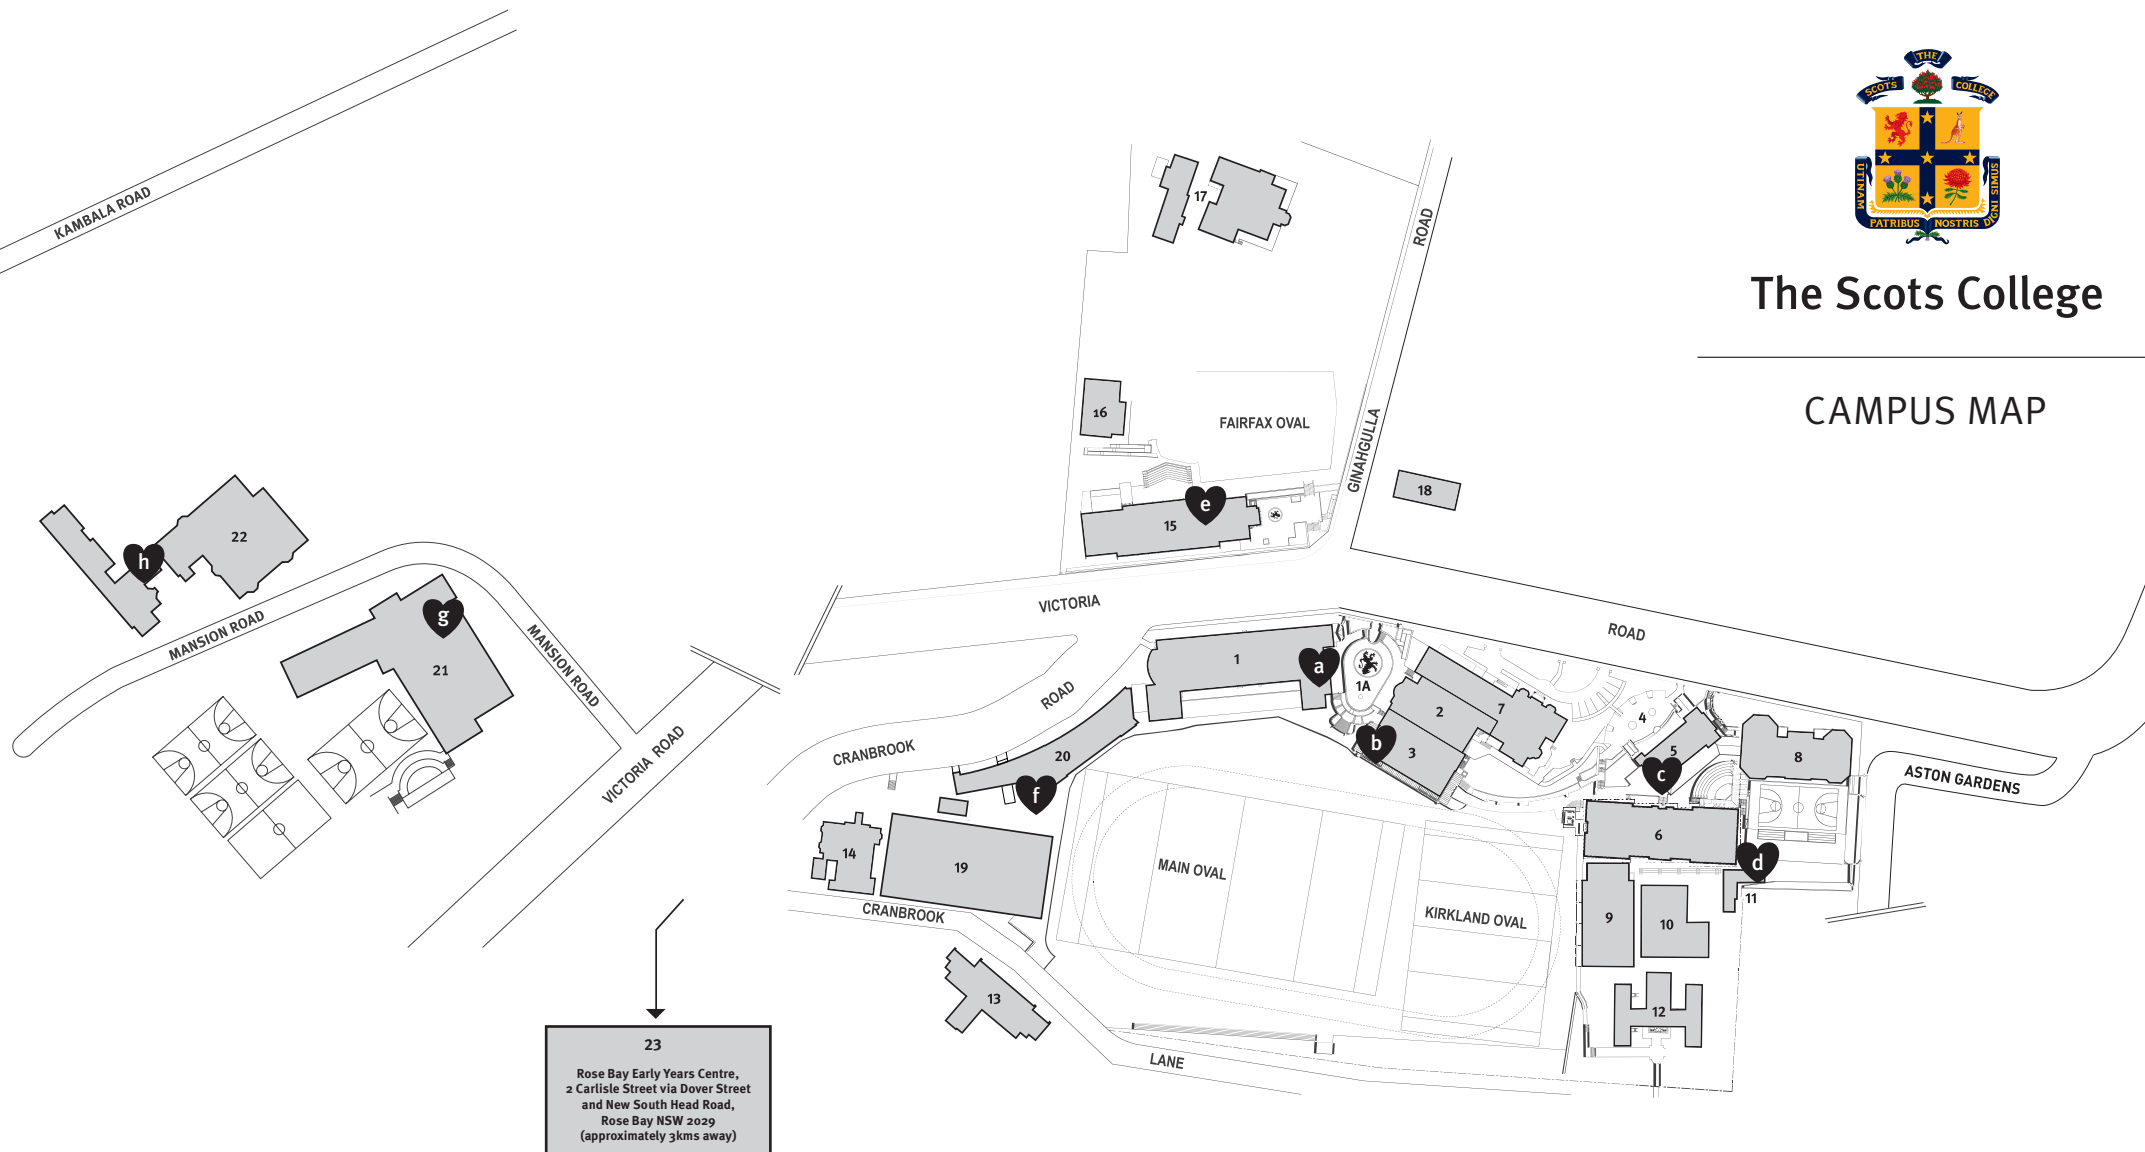 THE
SCOTS
COLLEGE
UTINAM
PATRIBUS
NOSTRIS
DIGNI SIMUS
The Scots College
CAMPUS MAP
KAMBALA ROAD
17
ROAD
16
FAIRFAX OVAL
GINAHGULLA
18
e
15
22
h
g
21
MANSION ROAD
MANSION ROAD
VICTORIA ROAD
VICTORIA
ROAD
1
a
1A
2
7
3
b
4
5
c
8
ASTON GARDENS
ROAD
CRANBROOK
20
f
14
19
CRANBROOK
MAIN OVAL
KIRKLAND OVAL
6
d
11
9
10
12
13
LANE
23
Rose Bay Early Years Centre,
2 Carlisle Street via Dover Street
and New South Head Road,
Rose Bay NSW 2029
(approximately 3kms away)